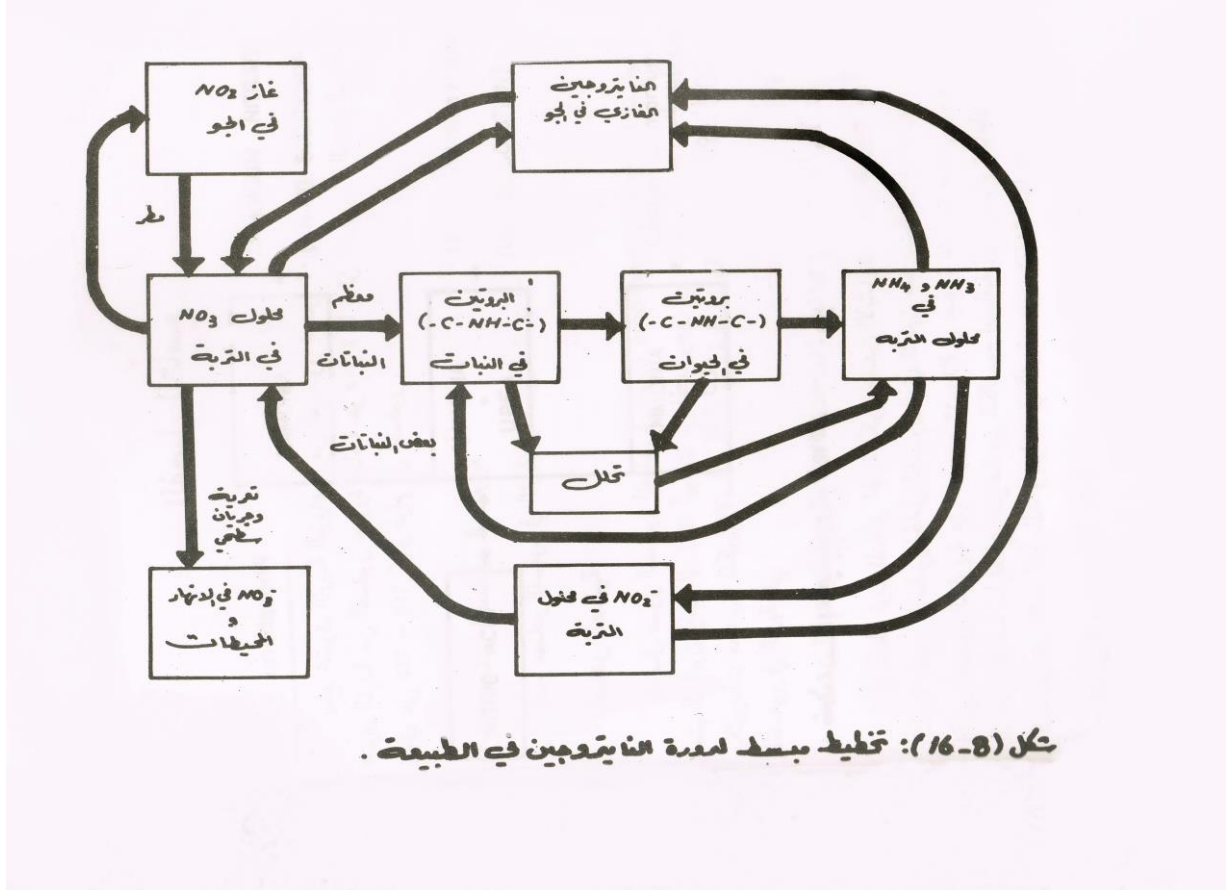 غاز NO₂
في الجو
النايتروجين
الغازي في الجو
مطر
محلول
NO₃
في التربة
معظم
النباتات
البروتين
(-C-NH-C-)
في النبات
بروتين
(-C-NH-C-)
في الحيوان
NH₃ و NH₄
في
محلول التربة
بعض النباتات
تحلل
تعرية
وجريان
سطحي
NO₃⁻ في الانهار
و
المحيطات
NO₂⁻ في محلول
التربة
شكل (8-16): تخطيط مبسط لدورة النايتروجين في الطبيعة .